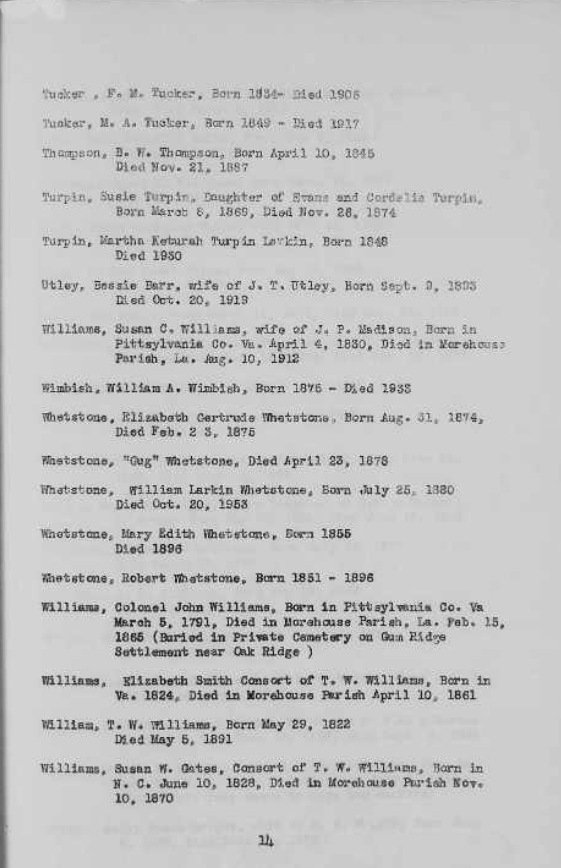 Tucker , F. M. Tucker, Born 1834- Died 1906
Tucker, M. A. Tucker, Born 1849 - Died 1917
Thompson, B. W. Thompson, Born April 10, 1845
Died Nov. 21, 1887
Turpin, Susie Turpin, Daughter of Evans and Cordelia Turpin,
Born March 8, 1869, Died Nov. 28, 1874
Turpin, Martha Keturah Turpin Larkin, Born 1848
Died 1930
Utley, Bessie Barr, wife of J. T. Utley, Born Sept. 9, 1893
Died Oct. 20, 1919
Williams, Susan C. Williams, wife of J. P. Madison, Born in
Pittsylvania Co. Va. April 4, 1830, Died in Morehouse
Parish, La. Aug. 10, 1912
Wimbish, William A. Wimbish, Born 1875 - Died 1933
Whetstone, Elizabeth Gertrude Whetstone, Born Aug. 31, 1874,
Died Feb. 2 3, 1875
Whetstone, "Gug" Whetstone, Died April 23, 1878
Whetstone, William Larkin Whetstone, Born July 25, 1880
Died Oct. 20, 1953
Whetstone, Mary Edith Whetstone, Born 1855
Died 1896
Whetstone, Robert Whetstone, Born 1851 - 1896
Williams, Colonel John Williams, Born in Pittsylvania Co. Va
March 5, 1791, Died in Morehouse Parish, La. Feb. 15,
1865 (Buried in Private Cemetery on Gum Ridge
Settlement near Oak Ridge )
Williams, Elizabeth Smith Consort of T. W. Williams, Born in
Va. 1824, Died in Morehouse Parish April 10, 1861
William, T. W. Williams, Born May 29, 1822
Died May 5, 1891
Williams, Susan W. Gates, Consort of T. W. Williams, Born in
N. C. June 10, 1828, Died in Morehouse Parish Nov.
10, 1870
14